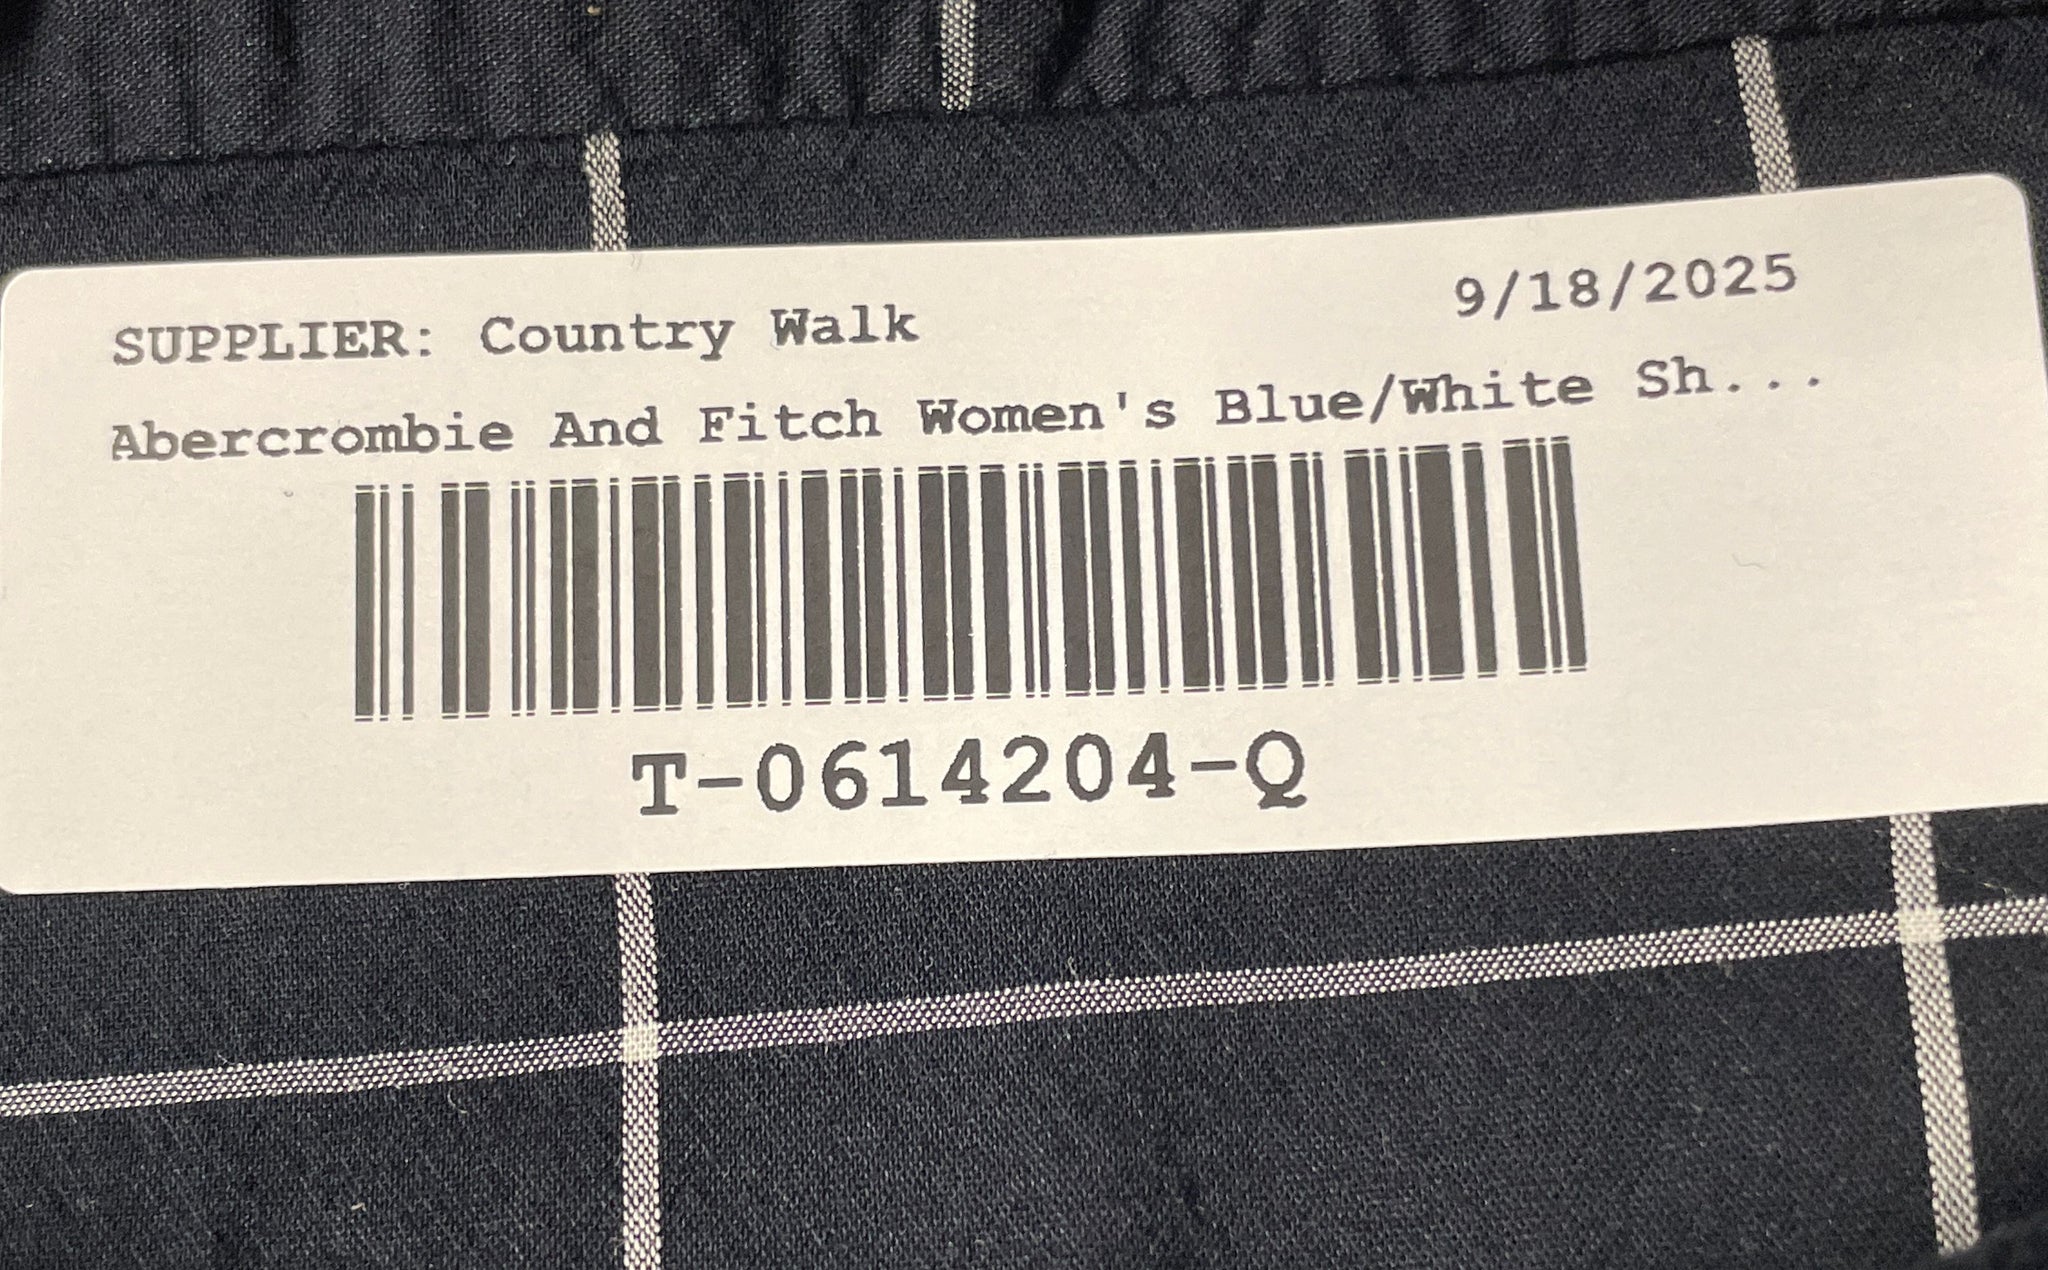 SUPPLIER: Country Walk 9/18/2025
Abercrombie And Fitch Women's Blue/White Sh...
T-0614204-Q